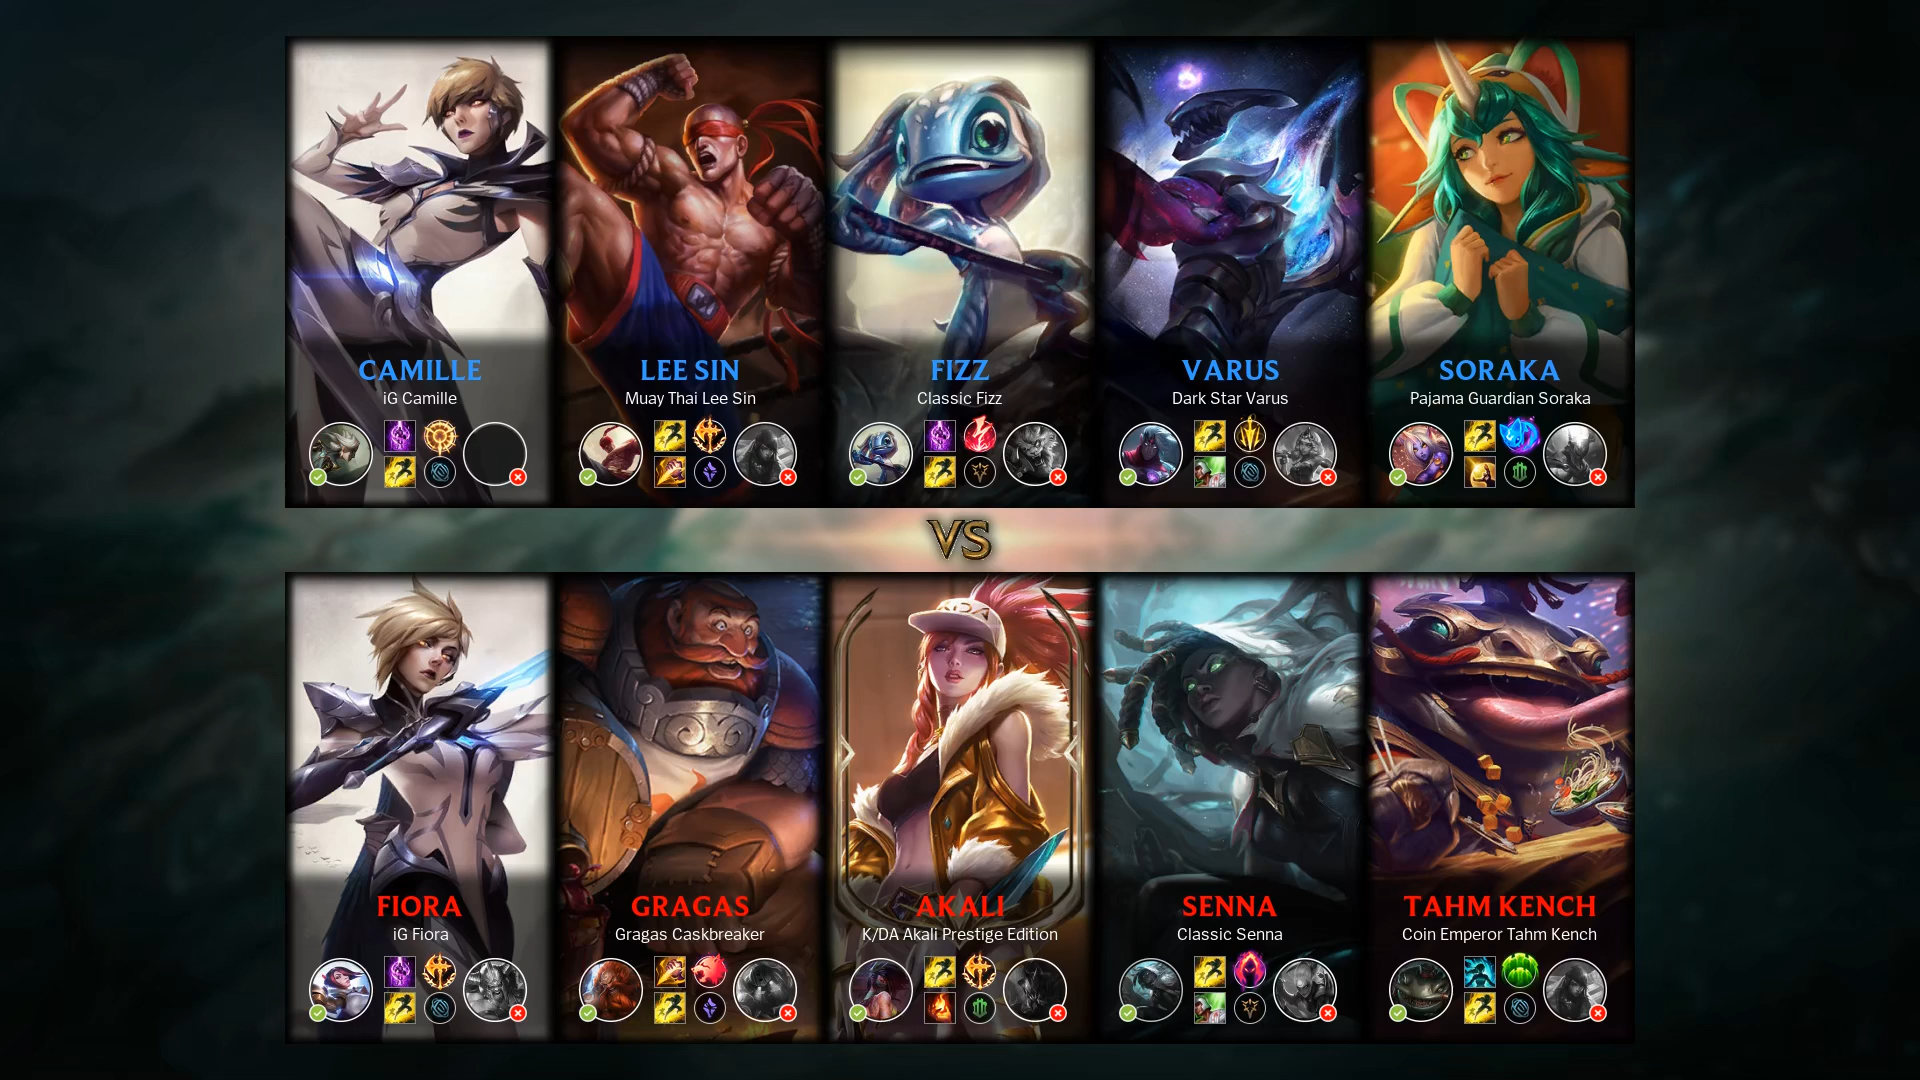 CAMILLE
iG Camille
LEE SIN
Muay Thai Lee Sin
FIZZ
Classic Fizz
VARUS
Dark Star Varus
SORAKA
Pajama Guardian Soraka
VS
FIORA
iG Fiora
GRAGAS
Gragas Caskbreaker
AKALI
K/DA Akali Prestige Edition
SENNA
Classic Senna
TAHM KENCH
Coin Emperor Tahm Kench